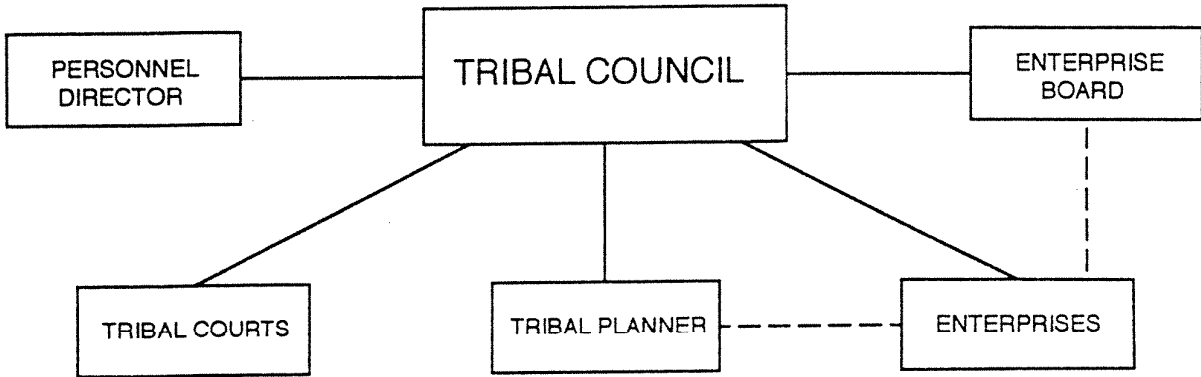 TRIBAL COUNCIL
PERSONNEL
DIRECTOR
ENTERPRISE
BOARD
TRIBAL COURTS
TRIBAL PLANNER
ENTERPRISES